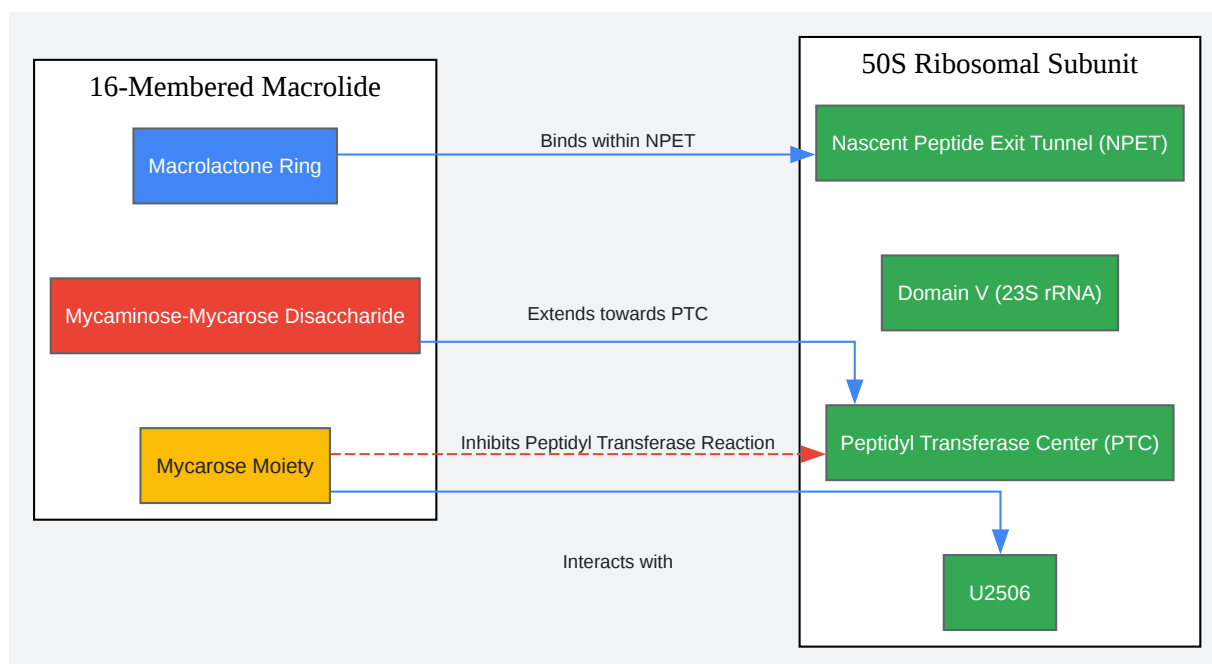 16-Membered Macrolide
Macrolactone Ring
Mycaminose-Mycarose Disaccharide
Mycarose Moiety
Binds within NPET
Extends towards PTC
Inhibits Peptidyl Transferase Reaction
Interacts with
50S Ribosomal Subunit
Nascent Peptide Exit Tunnel (NPET)
Domain V (23S rRNA)
Peptidyl Transferase Center (PTC)
U2506